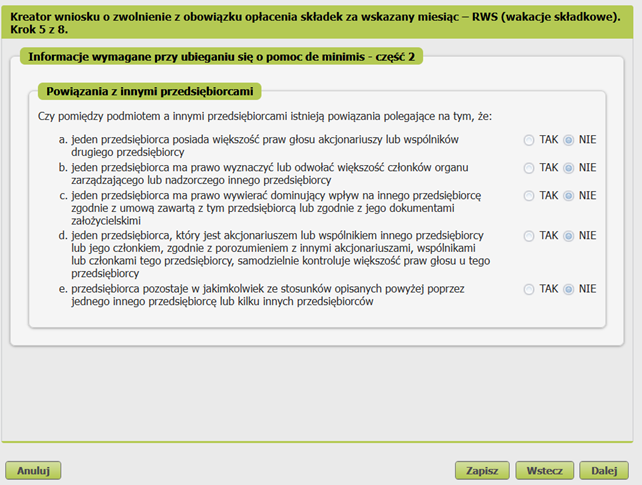 Kreator wniosku o zwolnienie z obowiązku opłacenia składek za wskazany miesiąc – RWS (wakacje składkowe).
Krok 5 z 8.
Informacje wymagane przy ubieganiu się o pomoc de minimis - część 2
Powiązania z innymi przedsiębiorcami
Czy pomiędzy podmiotem a innymi przedsiębiorcami istnieją powiązania polegające na tym, że:
a. jeden przedsiębiorca posiada większość praw głosu akcjonariuszy lub wspólników TAK NIE
drugiego przedsiębiorcy
b. jeden przedsiębiorca ma prawo wyznaczyć lub odwołać większość członków organu TAK NIE
zarządzającego lub nadzorczego innego przedsiębiorcy
c. jeden przedsiębiorca ma prawo wywierać dominujący wpływ na innego przedsiębiorcę TAK NIE
zgodnie z umową zawartą z tym przedsiębiorcą lub zgodnie z jego dokumentami
założycielskimi
d. jeden przedsiębiorca, który jest akcjonariuszem lub wspólnikiem innego przedsiębiorcy TAK NIE
lub jego członkiem, zgodnie z porozumieniem z innymi akcjonariuszami, wspólnikami
lub członkami tego przedsiębiorcy, samodzielnie kontroluje większość praw głosu u tego
przedsiębiorcy
e. przedsiębiorca pozostaje w jakimkolwiek ze stosunków opisanych powyżej poprzez TAK NIE
jednego innego przedsiębiorcę lub kilku innych przedsiębiorców
Anuluj Zapisz Wstecz Dalej